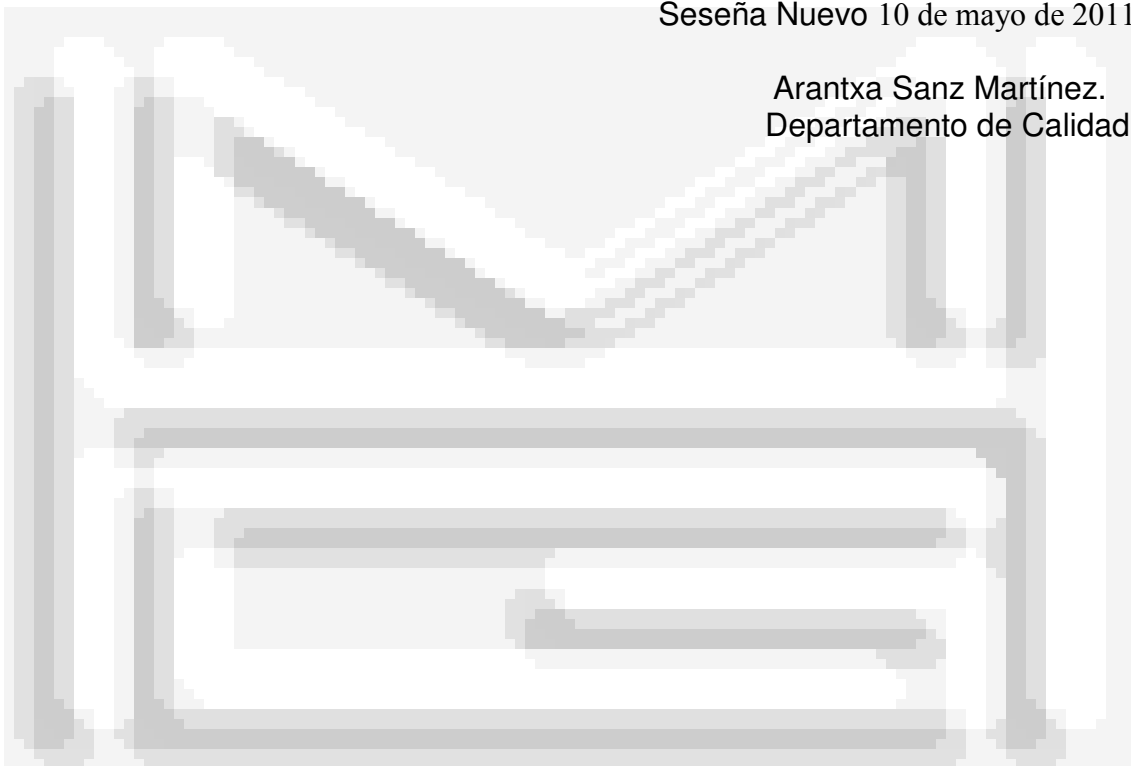 Seseña Nuevo 10 de mayo de 2011
Arantxa Sanz Martínez.
Departamento de Calidad